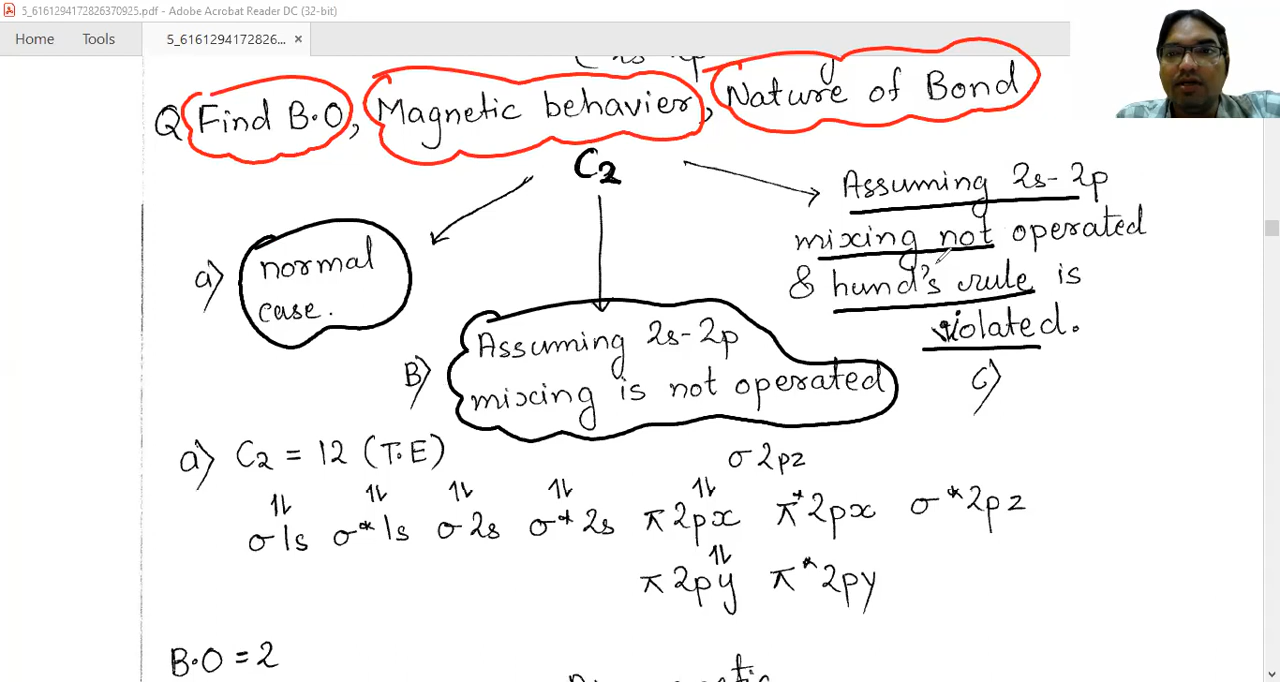 5_6161294172826370925.pdf - Adobe Acrobat Reader DC (32-bit)
Home Tools 5_6161294172826... ×
Q Find B.O, Magnetic behavier, Nature of Bond
C2
Assuming 2s-2p
mixing not operated
& hund's rule is
violated.
C)
a) normal
case.
B) Assuming 2s-2p
mixing is not operated
a) C2 = 12 (T.E)
σ 2pz
⥮ ⥮ ⥮ ⥮ ⥮
σ1s σ*1s σ2s σ*2s π2px π*2px σ*2pz
⥮
π2py π*2py
B.O = 2